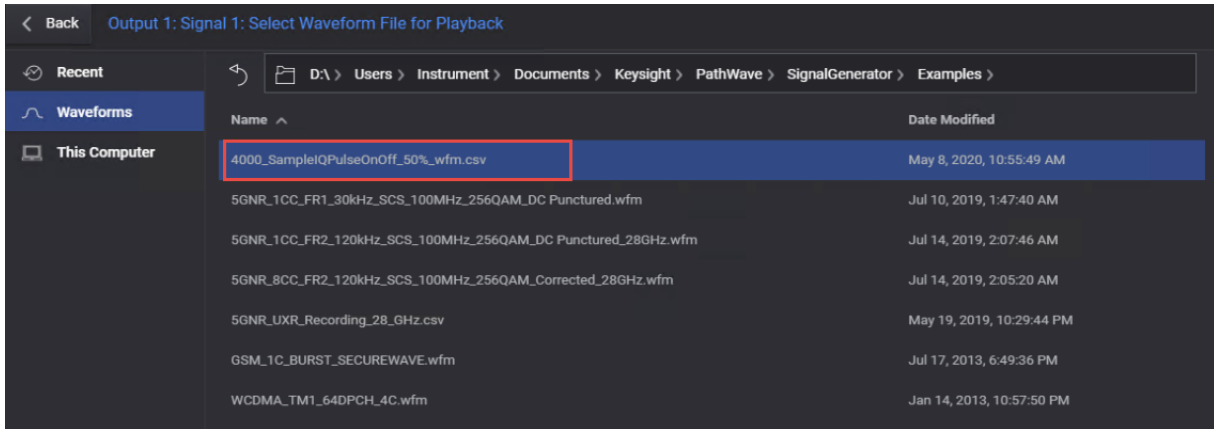 Back Output 1: Signal 1: Select Waveform File for Playback
Recent
Waveforms
This Computer
D:\ > Users > Instrument > Documents > Keysight > PathWave > SignalGenerator > Examples >
Name Date Modified
4000_SampleIQPulseOnOff_50%_wfm.csv May 8, 2020, 10:55:49 AM
5GNR_1CC_FR1_30kHz_SCS_100MHz_256QAM_DC Punctured.wfm Jul 10, 2019, 1:47:40 AM
5GNR_1CC_FR2_120kHz_SCS_100MHz_256QAM_DC Punctured_28GHz.wfm Jul 14, 2019, 2:07:46 AM
5GNR_8CC_FR2_120kHz_SCS_100MHz_256QAM_Corrected_28GHz.wfm Jul 14, 2019, 2:05:20 AM
5GNR_UXR_Recording_28_GHz.csv May 19, 2019, 10:29:44 PM
GSM_1C_BURST_SECUREWAVE.wfm Jul 17, 2013, 6:49:36 PM
WCDMA_TM1_64DPCH_4C.wfm Jan 14, 2013, 10:57:50 PM